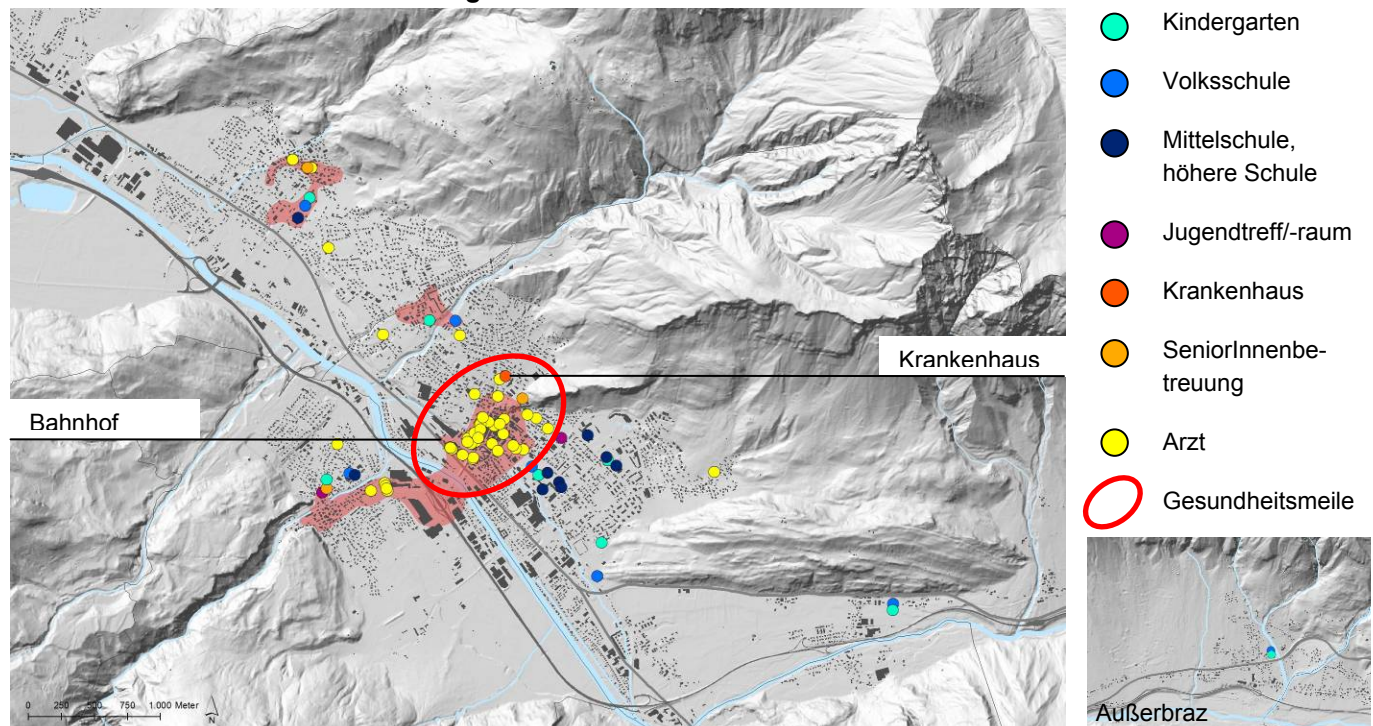 Kindergarten
Volksschule
Mittelschule,
höhere Schule
Jugendtreff/-raum
Krankenhaus
SeniorInnenbe-
treuung
Arzt
Gesundheitsmeile
Krankenhaus
Bahnhof
0 250 500 750 1.000 Meter
N
Außerbraz